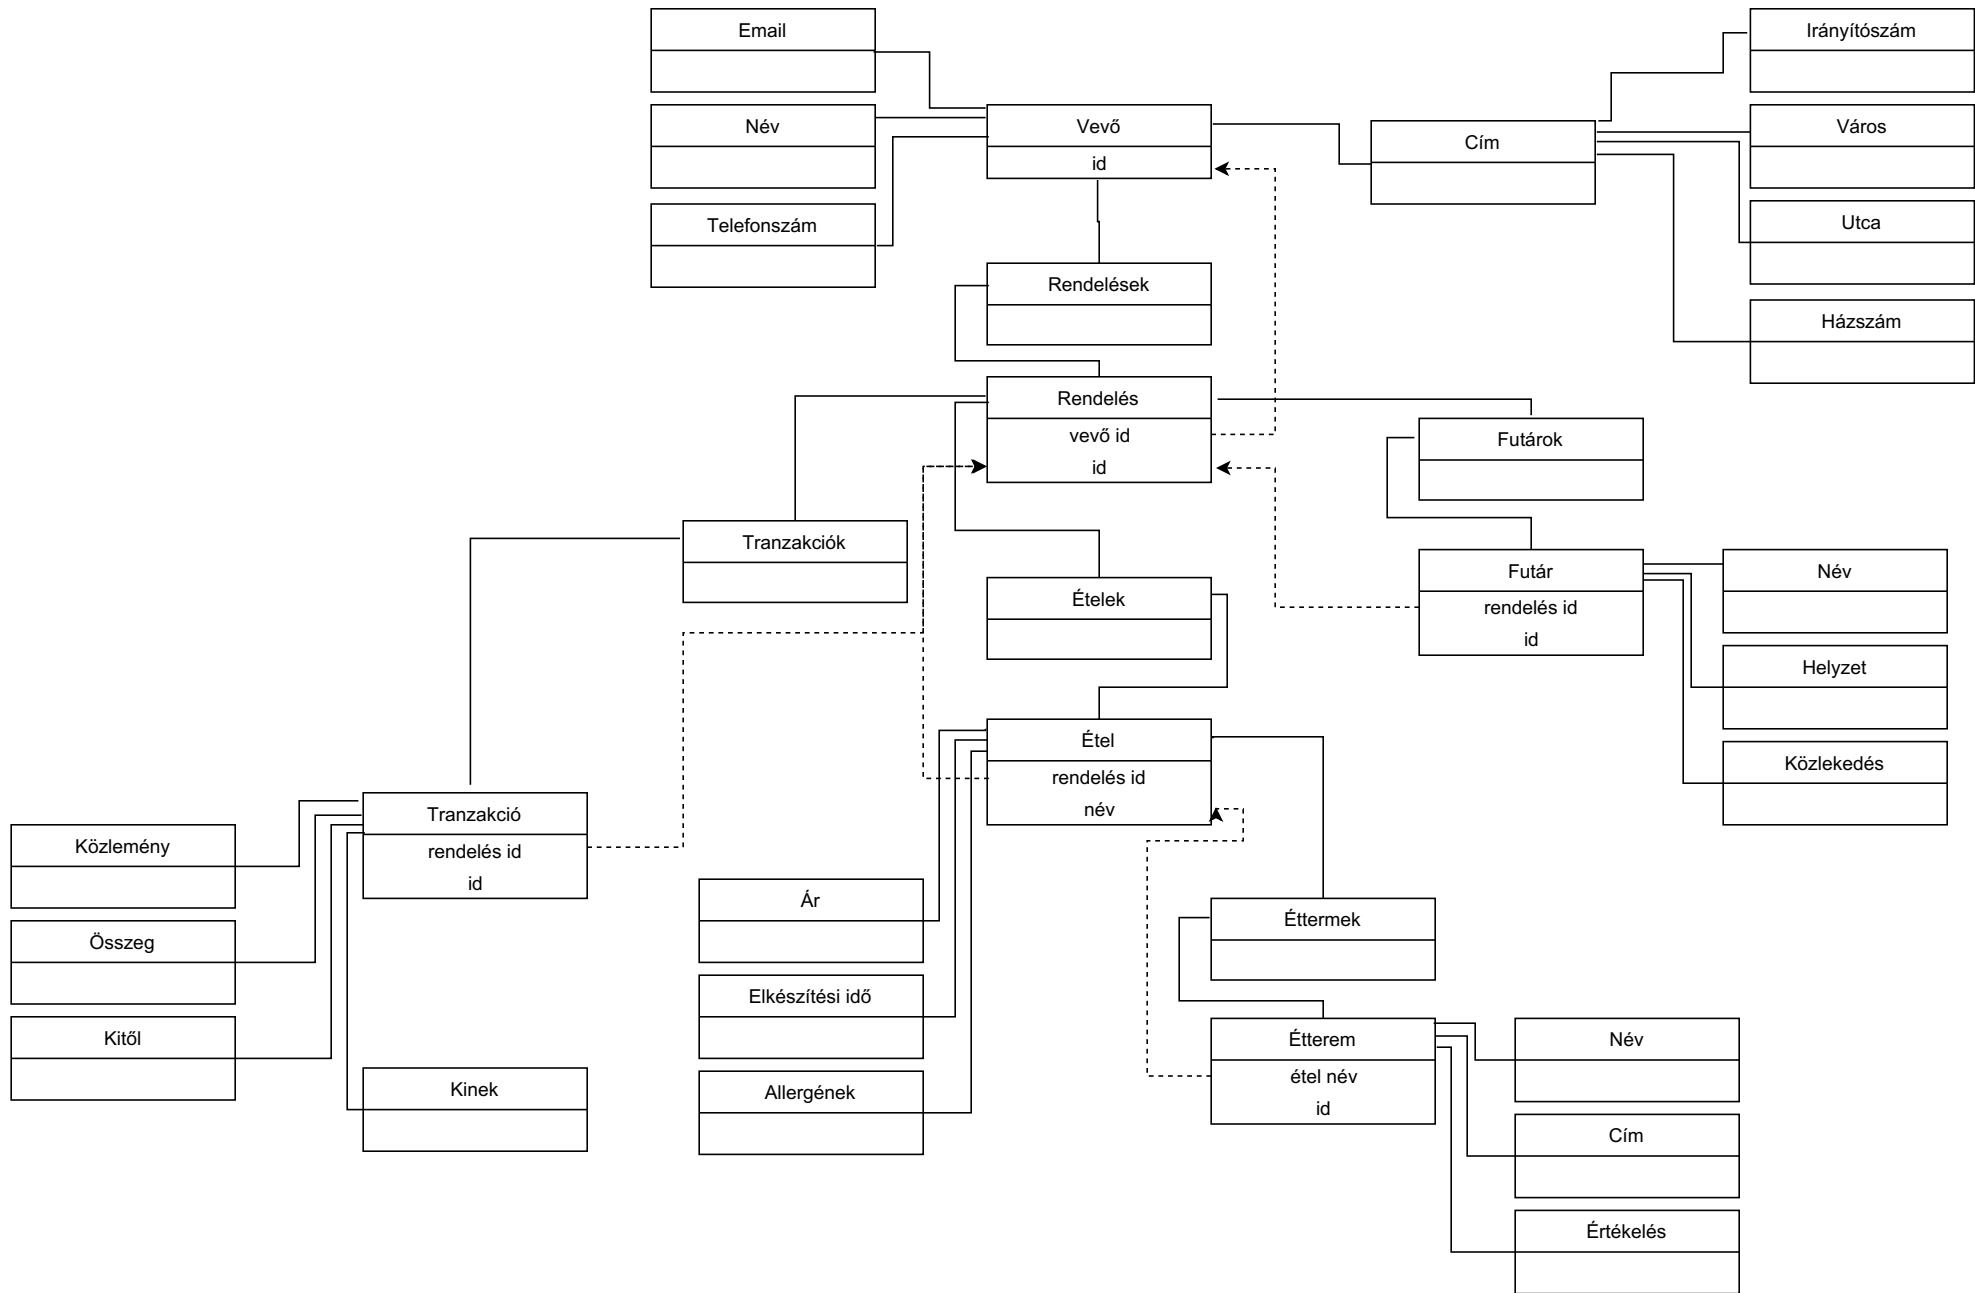 Email
Irányítószám
Név
Vevő
id
Város
Cím
Telefonszám
Utca
Rendelések
Házszám
Rendelés
vevő id
id
Futárok
Tranzakciók
Ételek
Futár
rendelés id
id
Név
Helyzet
Étel
rendelés id
név
Közlekedés
Tranzakció
rendelés id
id
Közlemény
Ár
Éttermek
Összeg
Elkészítési idő
Kitől
Étterem
étel név
id
Név
Kinek
Allergének
Cím
Értékelés